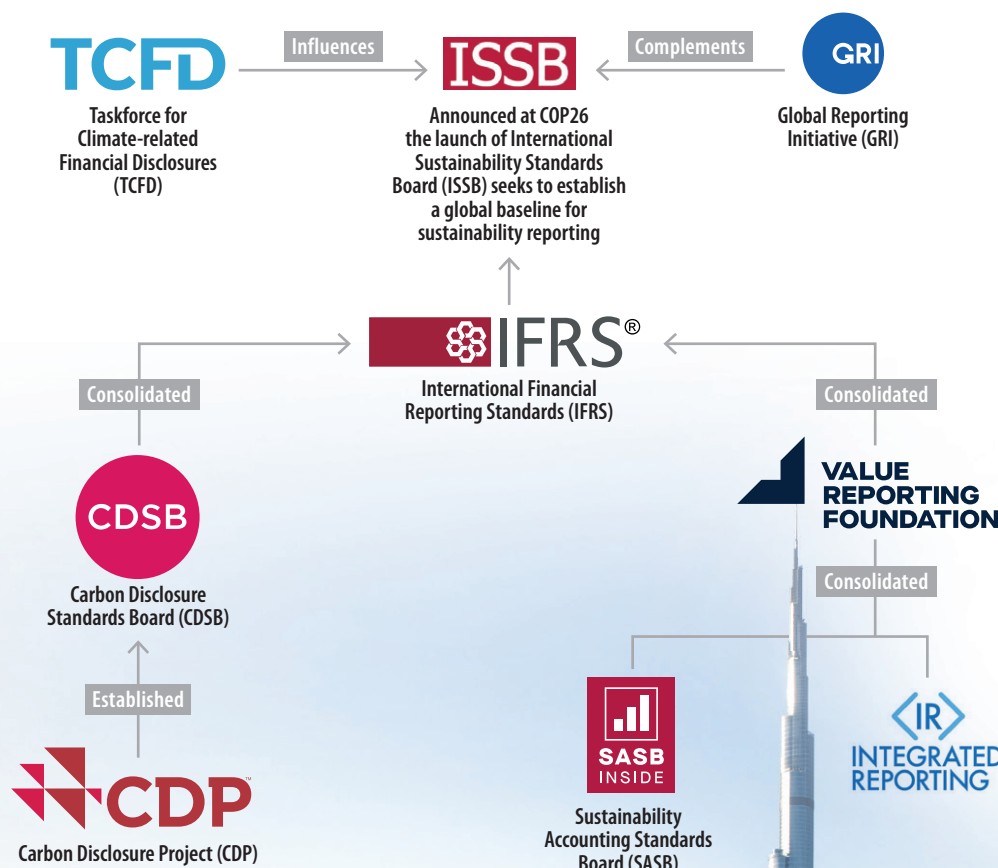 TCFD
Influences
ISSB
Complements
GRI
Taskforce for
Climate-related
Financial Disclosures
(TCFD)
Announced at COP26
the launch of International
Sustainability Standards
Board (ISSB) seeks to establish
a global baseline for
sustainability reporting
Global Reporting
Initiative (GRI)
IFRS®
International Financial
Reporting Standards (IFRS)
Consolidated
Consolidated
CDSB
Carbon Disclosure
Standards Board (CDSB)
VALUE
REPORTING
FOUNDATION
Consolidated
Established
CDP™
Carbon Disclosure Project (CDP)
SASB
INSIDE
Sustainability
Accounting Standards
Board (SASB)
<IR>
INTEGRATED
REPORTING